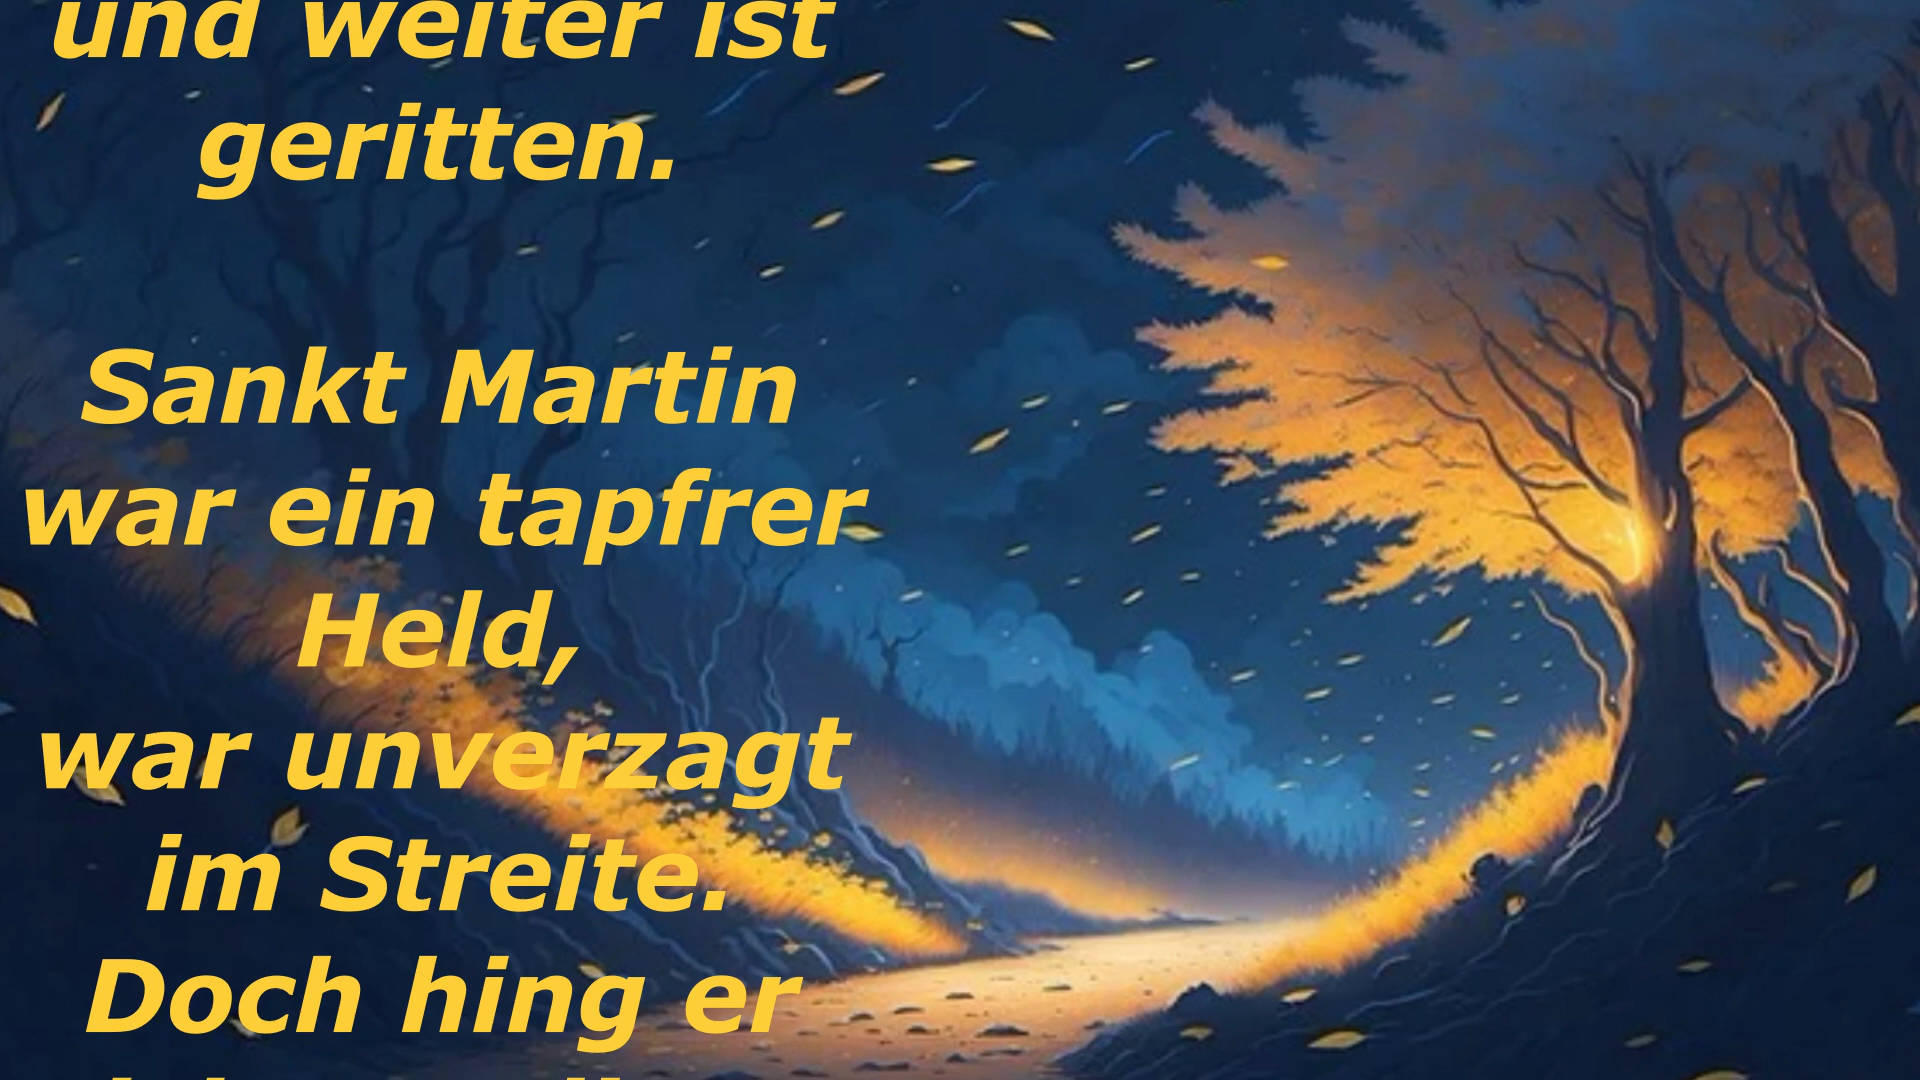 und weiter ist
geritten.
Sankt Martin
war ein tapfrer
Held,
war unverzagt
im Streite.
Doch hing er